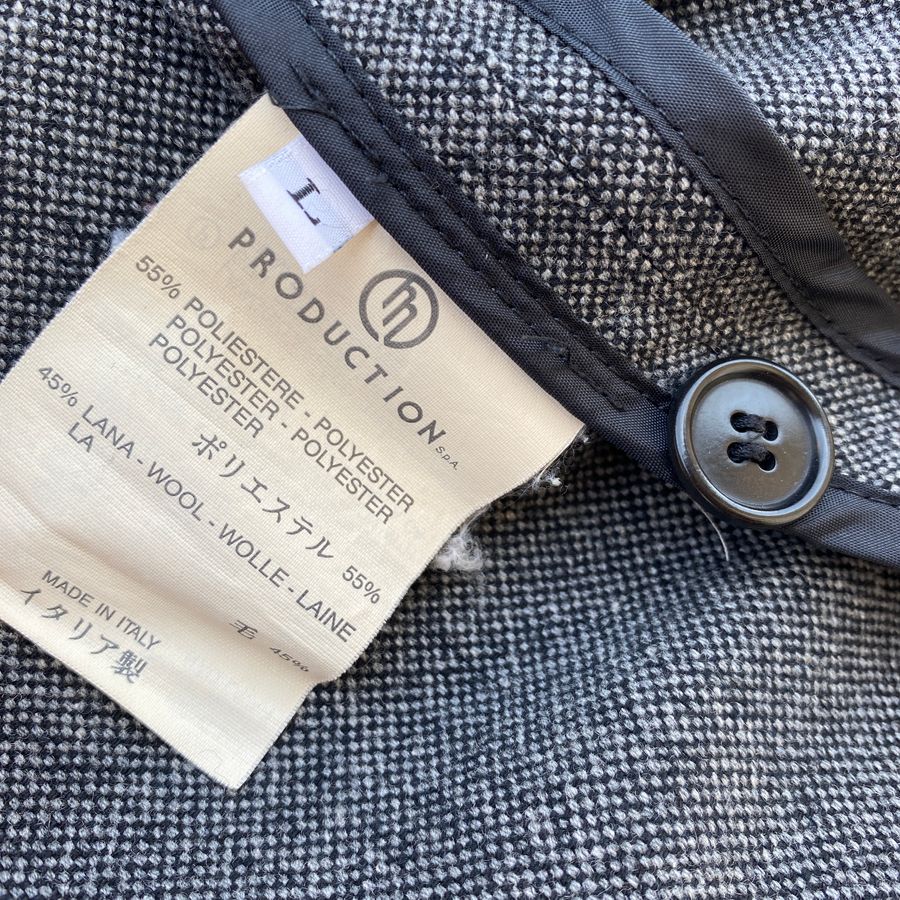 L
PRODUCTION S.p.A.
55% POLIESTERE - POLYESTER
POLYESTER - POLYESTER
POLYESTER
ポリエステル 55%
45% LANA - WOOL - WOLLE - LAINE
LA
毛 45%
MADE IN ITALY
イタリア製